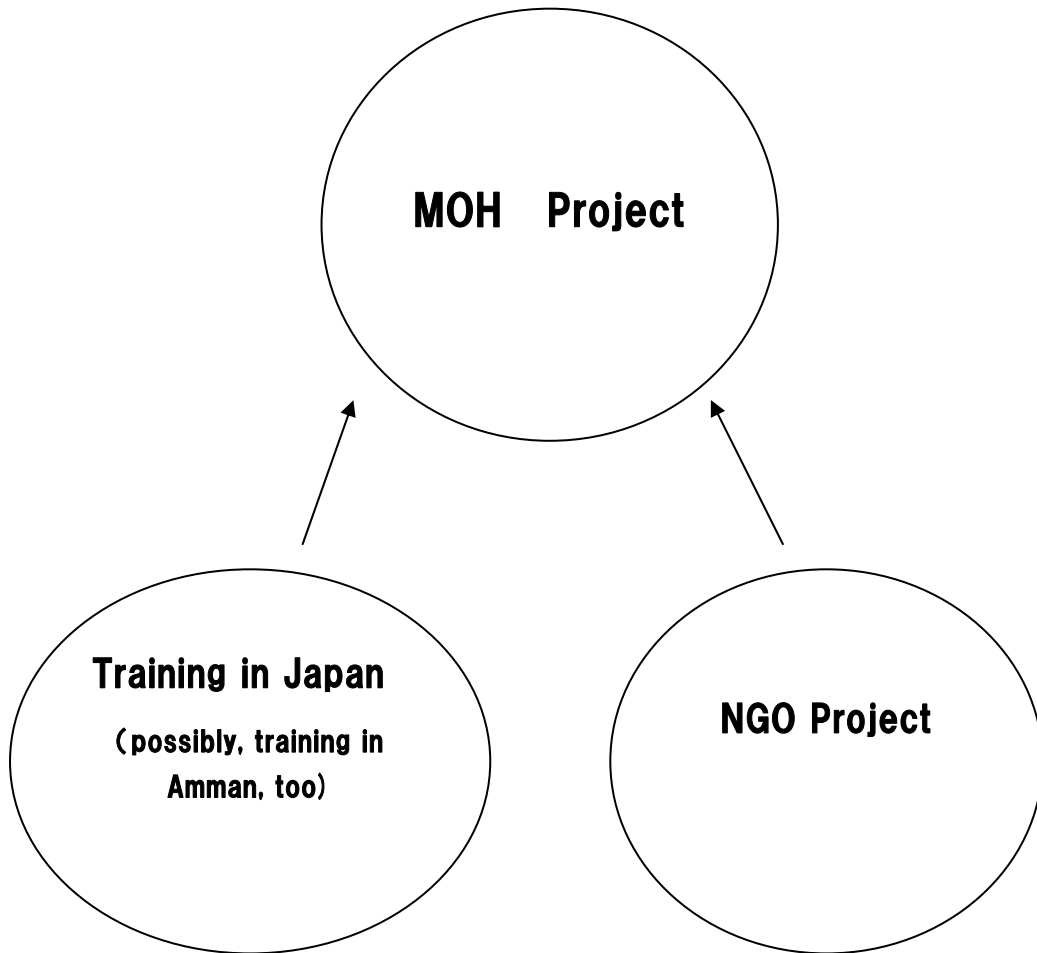 MOH　Project
Training in Japan
（possibly, training in
Amman, too)
NGO Project